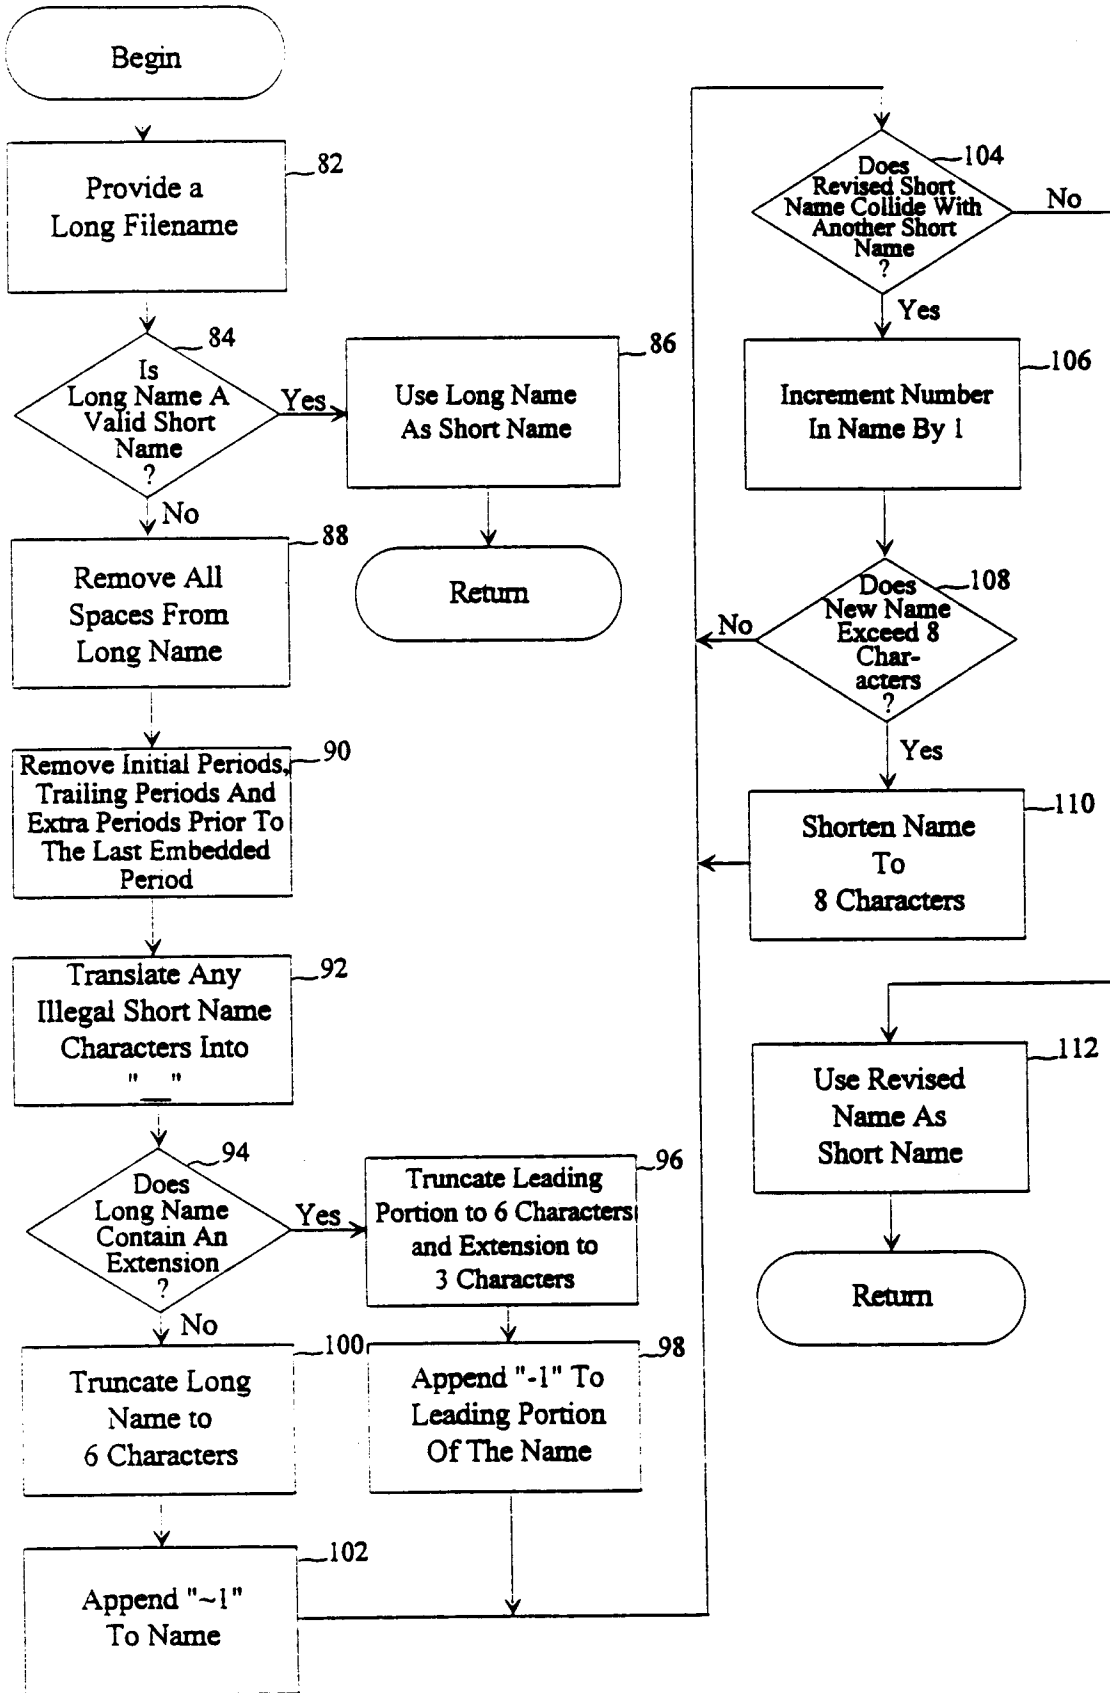 Begin
82
Provide a
Long Filename
84
Is
Long Name A
Valid Short
Name
?
Yes
No
86
Use Long Name
As Short Name
Return
88
Remove All
Spaces From
Long Name
90
Remove Initial Periods,
Trailing Periods And
Extra Periods Prior To
The Last Embedded
Period
92
Translate Any
Illegal Short Name
Characters Into
"__"
94
Does
Long Name
Contain An
Extension
?
Yes
No
96
Truncate Leading
Portion to 6 Characters
and Extension to
3 Characters
98
Append "-1" To
Leading Portion
Of The Name
100
Truncate Long
Name to
6 Characters
102
Append "~1"
To Name
104
Does
Revised Short
Name Collide With
Another Short
Name
?
No
Yes
106
Increment Number
In Name By 1
108
Does
New Name
Exceed 8
Char-
acters
?
No
Yes
110
Shorten Name
To
8 Characters
112
Use Revised
Name As
Short Name
Return